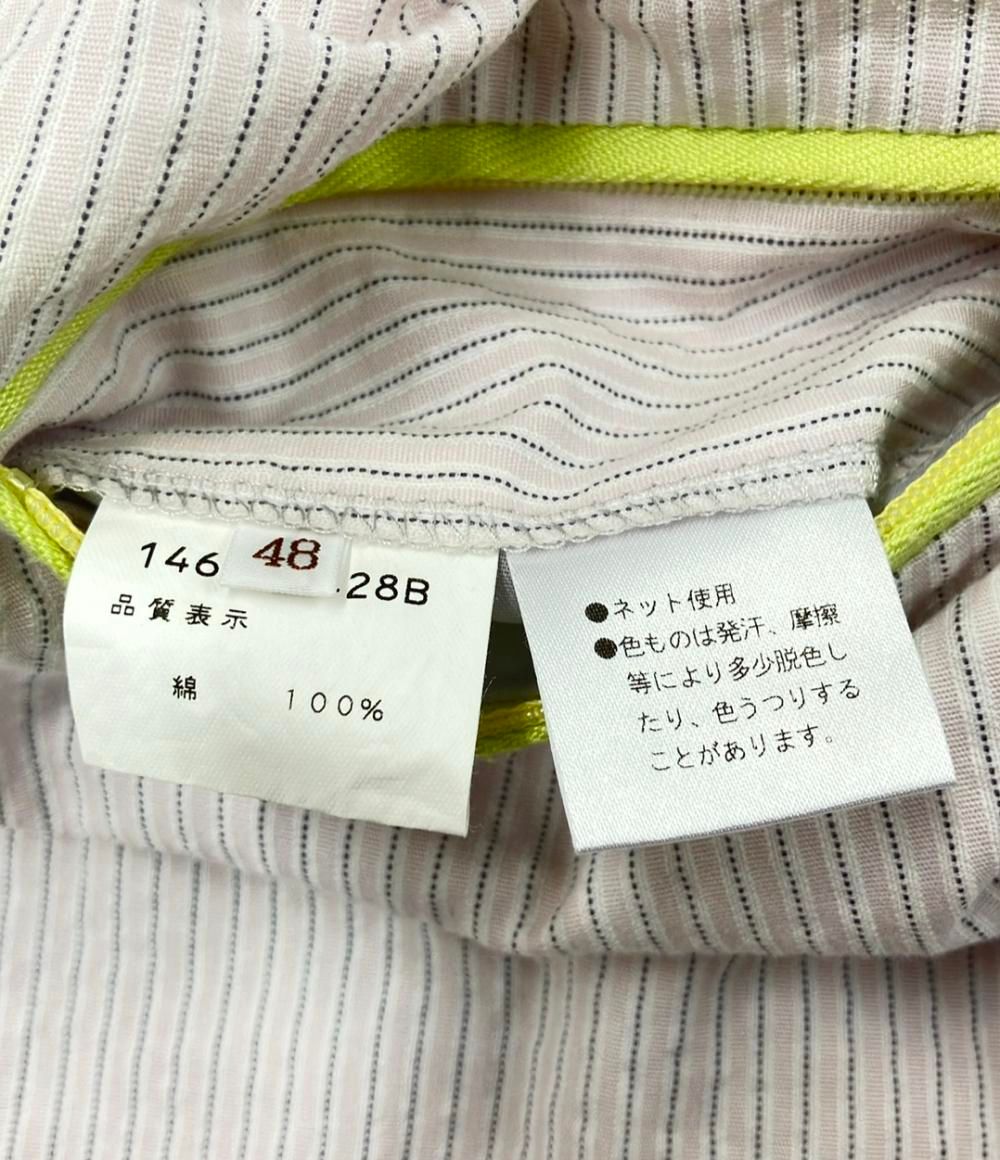 146 48 .28B
品質表示
綿 100%
●ネット使用
●色ものは発汗、摩擦
等により多少脱色し
たり、色うつりする
ことがあります。